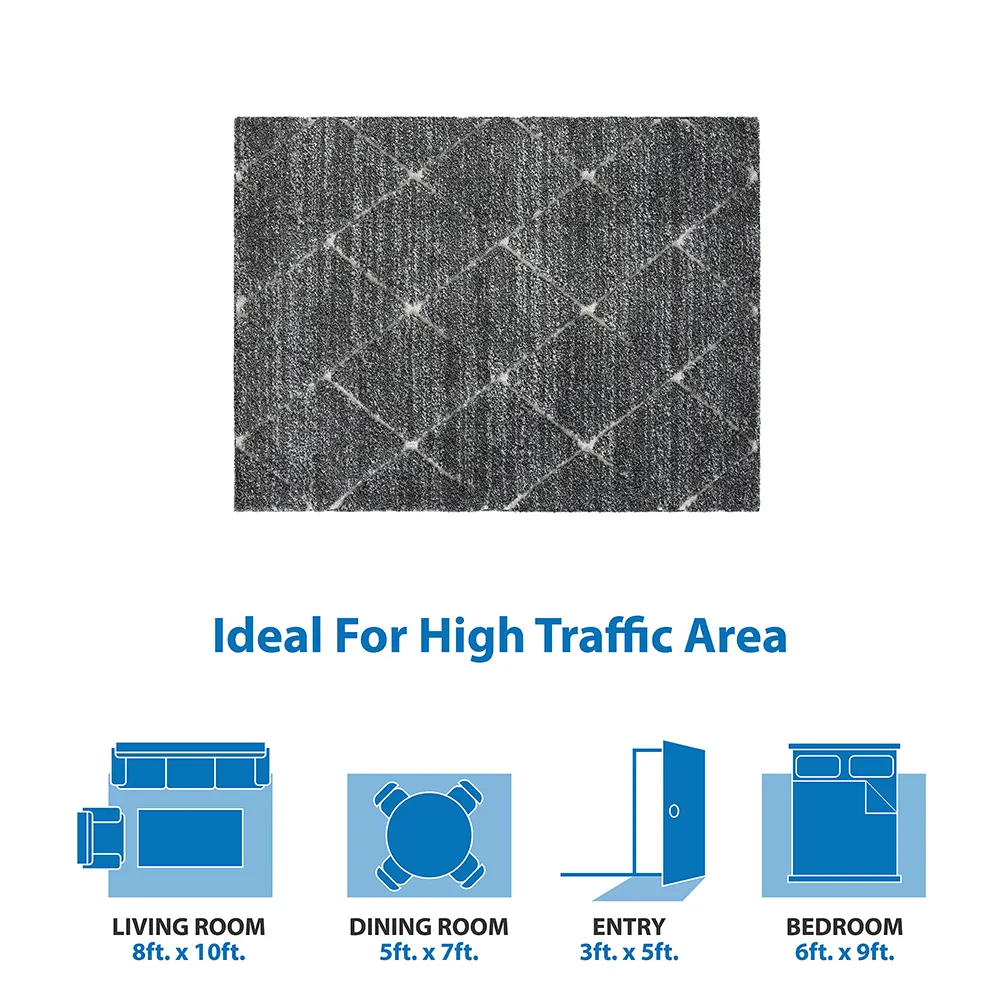 Ideal For High Traffic Area
LIVING ROOM
8ft. x 10ft.
DINING ROOM
5ft. x 7ft.
ENTRY
3ft. x 5ft.
BEDROOM
6ft. x 9ft.